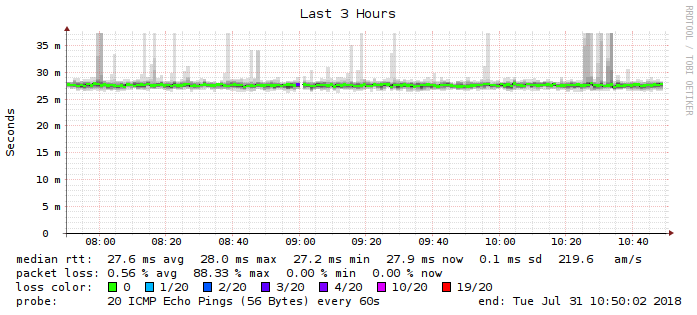 Last 3 Hours
RRDTOOL / TOBI OETIKER
Seconds
35 m
30 m
25 m
20 m
15 m
10 m
5 m
0
08:00 08:20 08:40 09:00 09:20 09:40 10:00 10:20 10:40
median rtt: 27.6 ms avg 28.0 ms max 27.2 ms min 27.9 ms now 0.1 ms sd 219.6 am/s
packet loss: 0.56 % avg 88.33 % max 0.00 % min 0.00 % now
loss color: 0 1/20 2/20 3/20 4/20 10/20 19/20
probe: 20 ICMP Echo Pings (56 Bytes) every 60s end: Tue Jul 31 10:50:02 2018